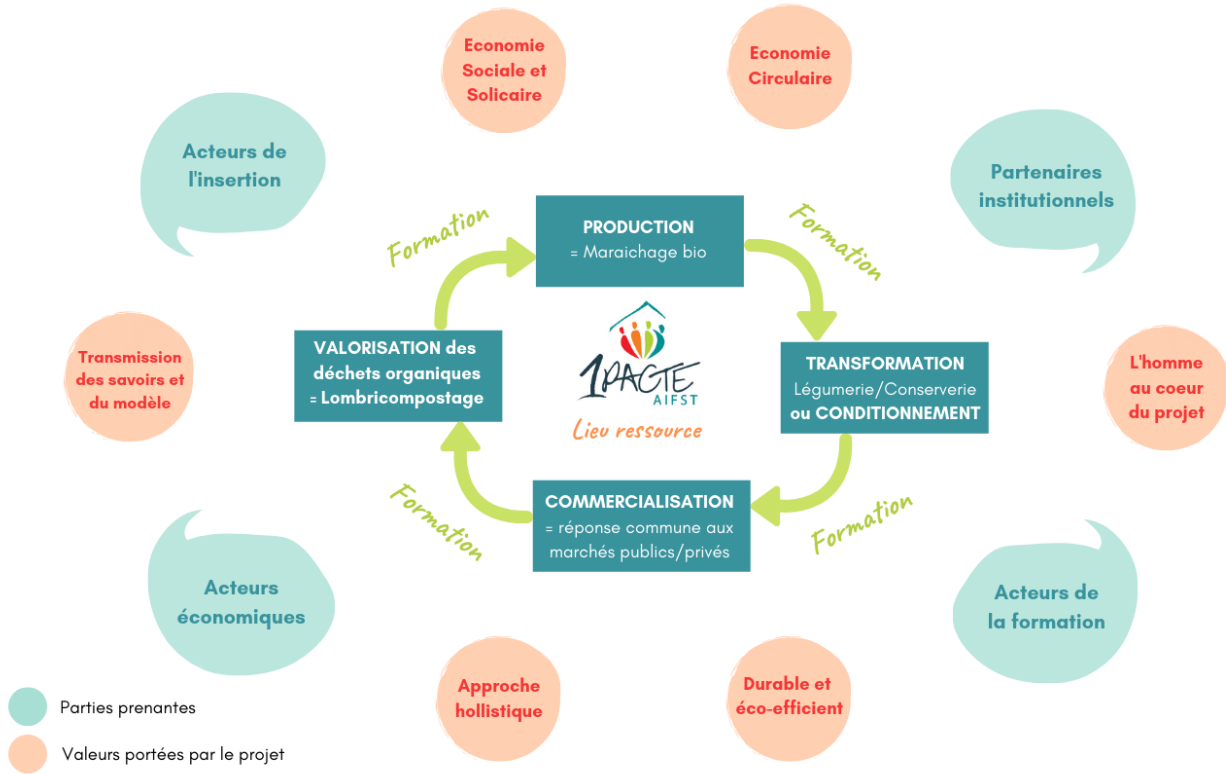 Economie
Sociale et
Solicaire
Economie
Circulaire
Acteurs de
l'insertion
Partenaires
institutionnels
Formation
PRODUCTION
= Maraichage bio
Formation
Transmission
des savoirs et
du modèle
VALORISATION des
déchets organiques
= Lombricompostage
1PACTE
AIFST
Lieu ressource
TRANSFORMATION
Légumerie/Conserverie
ou CONDITIONNEMENT
L'homme
au coeur
du projet
Formation
COMMERCIALISATION
= réponse commune aux
marchés publics/privés
Formation
Acteurs
économiques
Acteurs de
la formation
Approche
hollistique
Durable et
éco-efficient
Parties prenantes
Valeurs portées par le projet